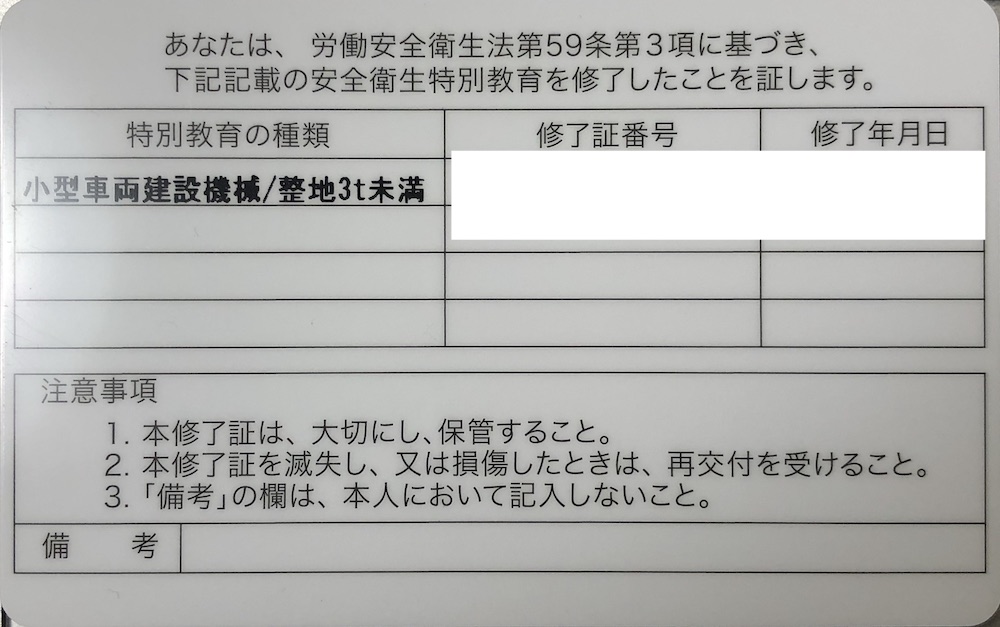 あなたは、労働安全衛生法第59条第３項に基づき、
下記記載の安全衛生特別教育を修了したことを証します。
特別教育の種類 修了証番号 修了年月日
小型車両建設機械/整地3t未満
注意事項
1. 本修了証は、大切にし、保管すること。
2. 本修了証を滅失し、又は損傷したときは、再交付を受けること。
3.「備考」の欄は、本人において記入しないこと。
備考